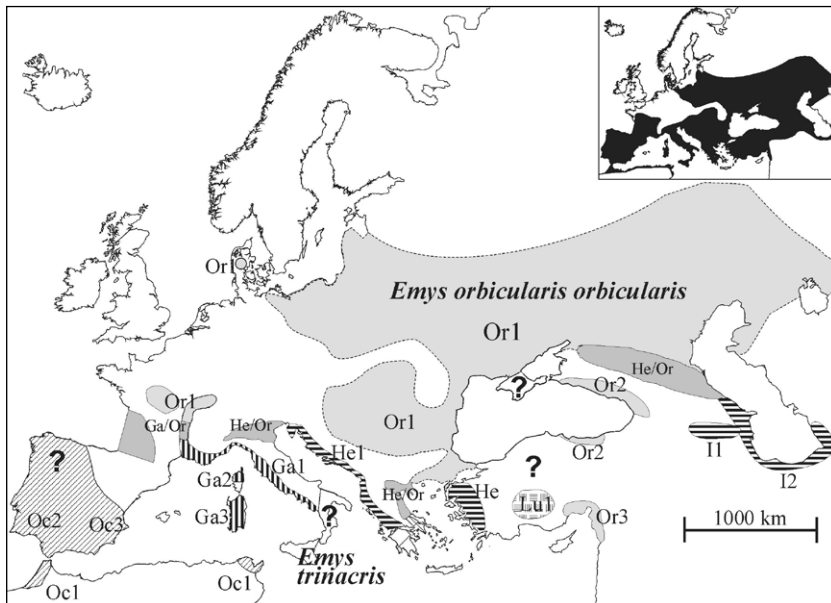 Or1
Emys orbicularis orbicularis
Or1
He/Or
?
Or2
Or1
Ga/Or
He/Or
Or1
He1
Or2
I1
I2
?
Ga1
Ga2
?
He/Or
He
Lu1
Oc2
Oc3
Ga3
?
Or3
1000 km
Emys
trinacris
Oc1
Oc1